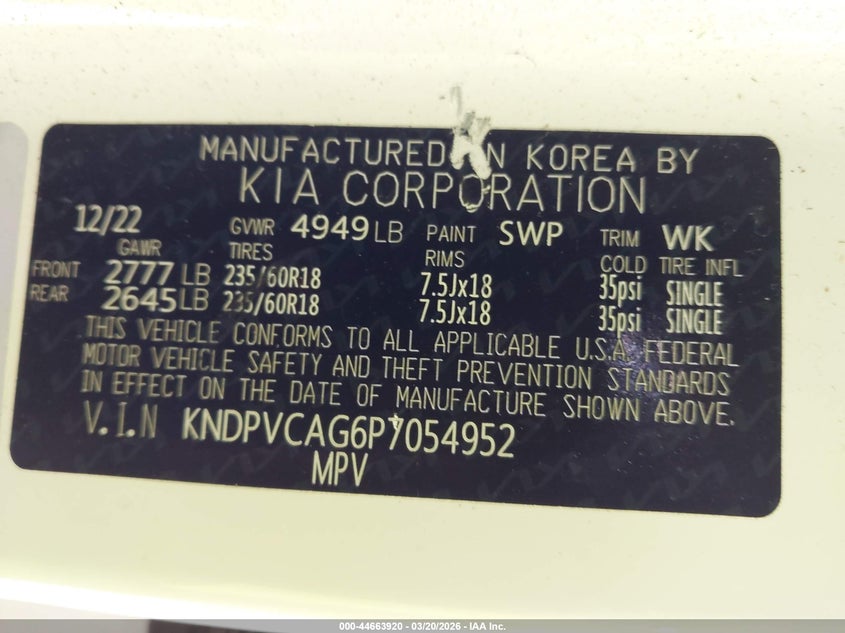 MANUFACTURED IN KOREA BY
KIA CORPORATION
12/22 GVWR 4949 LB PAINT SWP TRIM WK
GAWR TIRES RIMS COLD TIRE INFL
FRONT 2777 LB 235/60R18 7.5Jx18 35psi SINGLE
REAR 2645 LB 235/60R18 7.5Jx18 35psi SINGLE
THIS VEHICLE CONFORMS TO ALL APPLICABLE U.S.A. FEDERAL
MOTOR VEHICLE SAFETY AND THEFT PREVENTION STANDARDS
IN EFFECT ON THE DATE OF MANUFACTURE SHOWN ABOVE.
V.I.N KNDPVCAG6P7054952
MPV
000-44663920 - 03/20/2026 - IAA Inc.